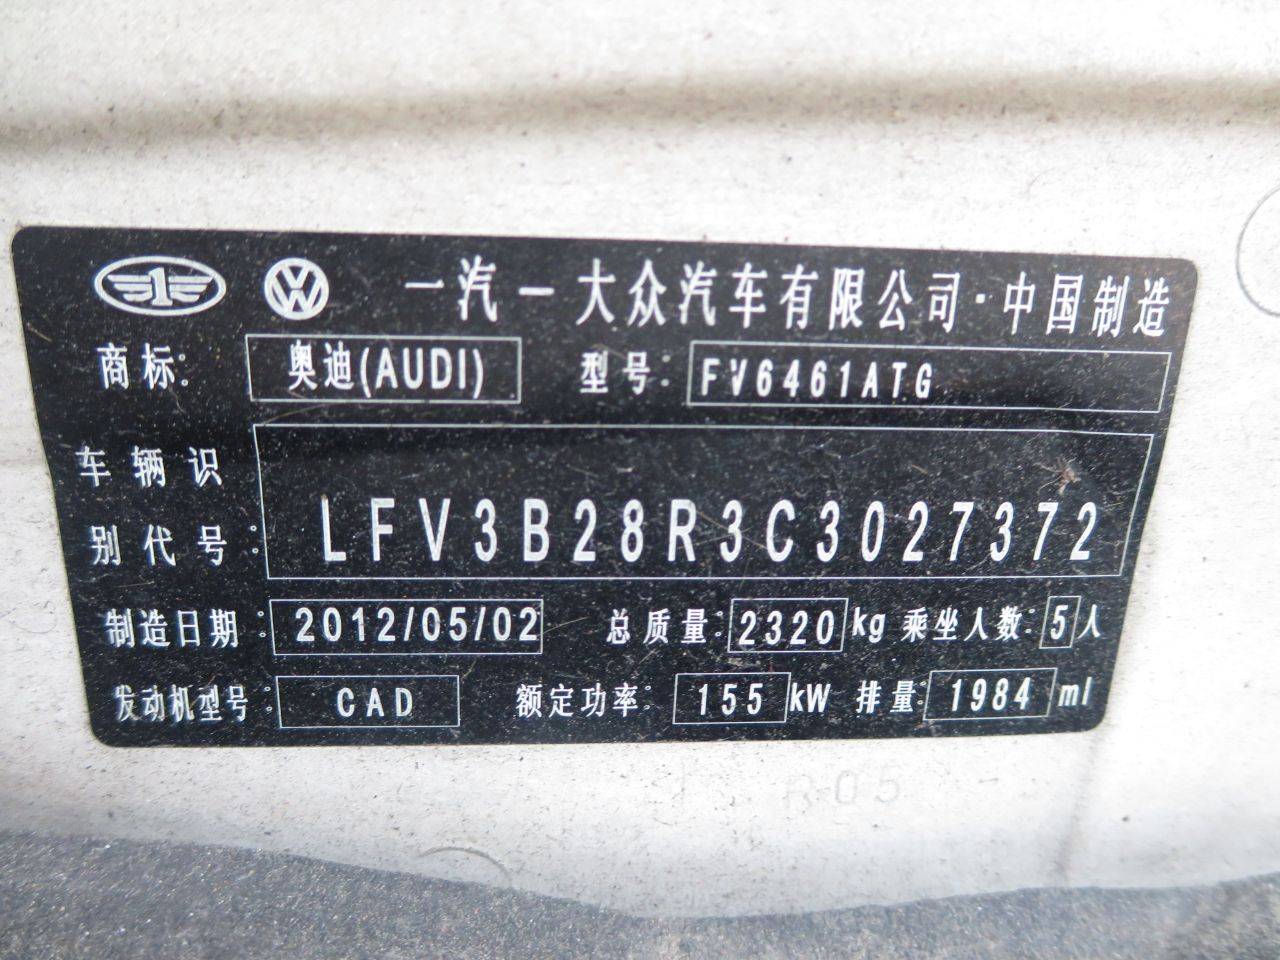 一汽－大众汽车有限公司·中国制造
商标: 奥迪(AUDI) 型号: FV6461ATG
车辆识
别代号: LFV3B28R3C3027372
制造日期: 2012/05/02 总质量: 2320 kg 乘坐人数: 5 人
发动机型号: CAD 额定功率: 155 kW 排量: 1984 ml
R05